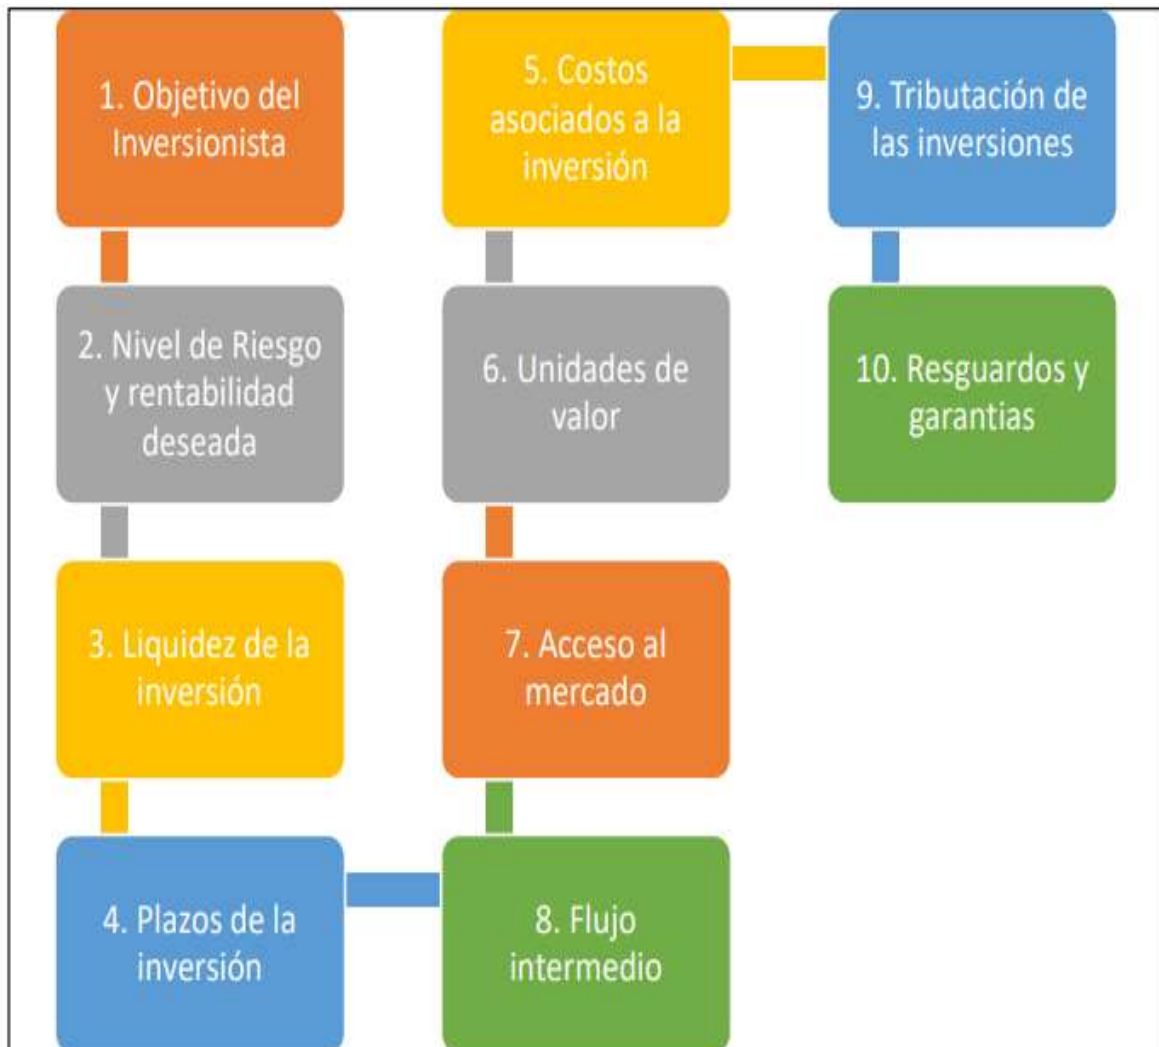 1. Objetivo del
Inversionista
2. Nivel de Riesgo
y rentabilidad
deseada
3. Liquidez de la
inversión
4. Plazos de la
inversión
5. Costos
asociados a la
inversión
6. Unidades de
valor
7. Acceso al
mercado
8. Flujo
intermedio
9. Tributación de
las inversiones
10. Resguardos y
garantias